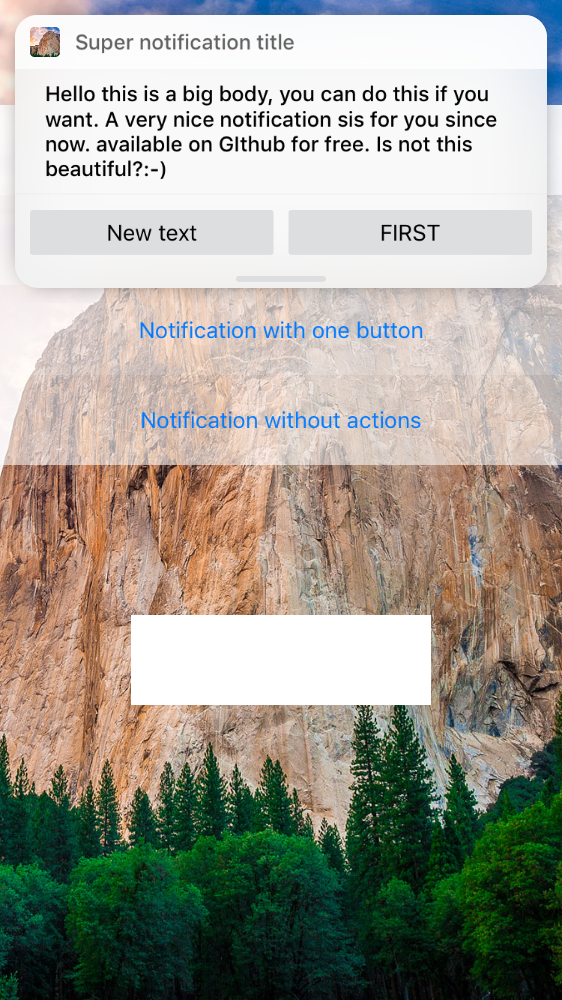 Super notification title
Hello this is a big body, you can do this if you
want. A very nice notification sis for you since
now. available on GIthub for free. Is not this
beautiful?:-)
New text
FIRST
Notification with one button
Notification without actions